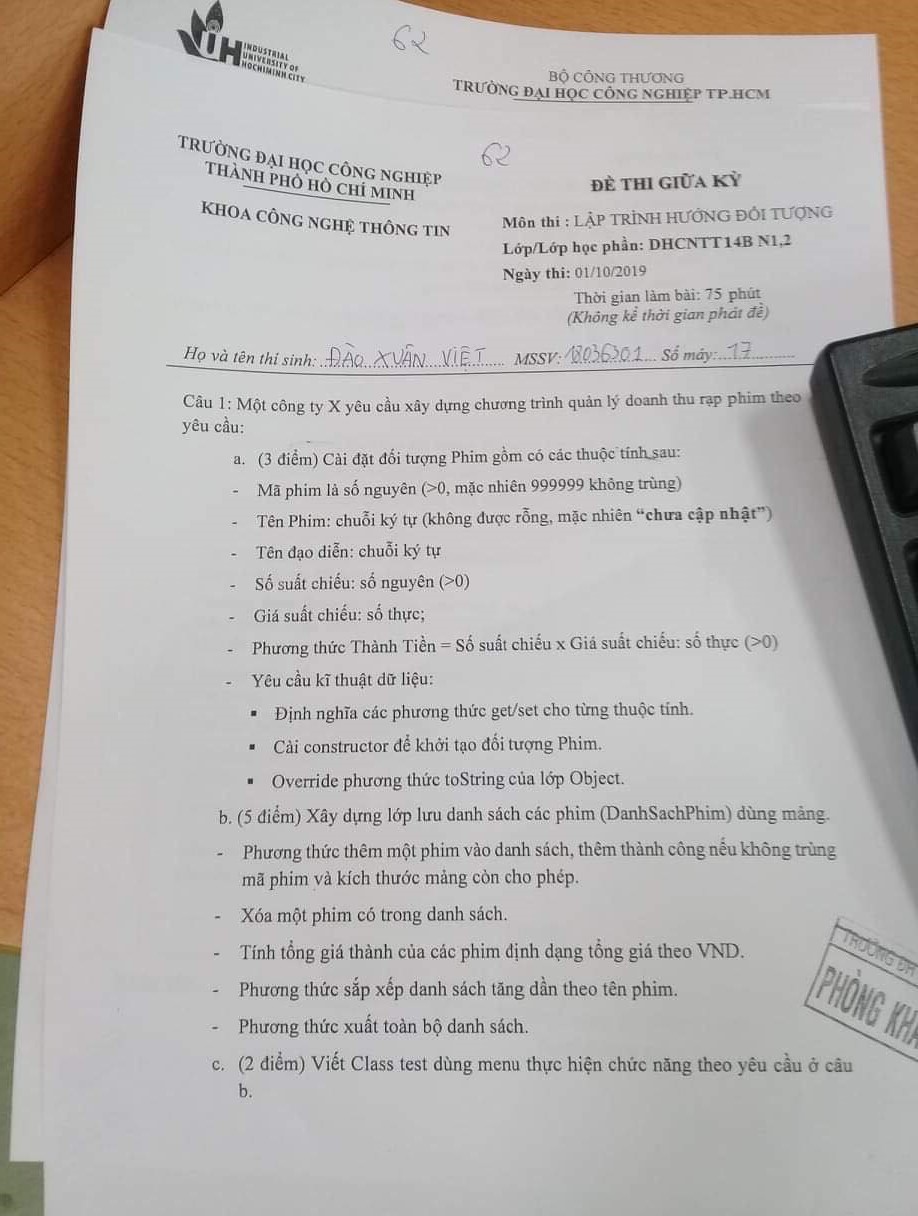 62
IUH INDUSTRIAL
UNIVERSITY OF
HOCHIMINH CITY
BỘ CÔNG THƯƠNG
TRƯỜNG ĐẠI HỌC CÔNG NGHIỆP TP.HCM
62
TRƯỜNG ĐẠI HỌC CÔNG NGHIỆP
THÀNH PHỐ HỒ CHÍ MINH
KHOA CÔNG NGHỆ THÔNG TIN
ĐỀ THI GIỮA KỲ
Môn thi : LẬP TRÌNH HƯỚNG ĐỐI TƯỢNG
Lớp/Lớp học phần: DHCNTT14B N1,2
Ngày thi: 01/10/2019
Thời gian làm bài: 75 phút
(Không kể thời gian phát đề)
Họ và tên thí sinh: ĐÀO XUÂN VIỆT MSSV: 18036301 Số máy: 17
Câu 1: Một công ty X yêu cầu xây dựng chương trình quản lý doanh thu rạp phim theo
yêu cầu:
a. (3 điểm) Cài đặt đối tượng Phim gồm có các thuộc tính sau:
- Mã phim là số nguyên (>0, mặc nhiên 999999 không trùng)
- Tên Phim: chuỗi ký tự (không được rỗng, mặc nhiên “chưa cập nhật”)
- Tên đạo diễn: chuỗi ký tự
- Số suất chiếu: số nguyên (>0)
- Giá suất chiếu: số thực;
- Phương thức Thành Tiền = Số suất chiếu x Giá suất chiếu: số thực (>0)
- Yêu cầu kĩ thuật dữ liệu:
▪ Định nghĩa các phương thức get/set cho từng thuộc tính.
▪ Cài constructor để khởi tạo đối tượng Phim.
▪ Override phương thức toString của lớp Object.
b. (5 điểm) Xây dựng lớp lưu danh sách các phim (DanhSachPhim) dùng mảng.
- Phương thức thêm một phim vào danh sách, thêm thành công nếu không trùng
mã phim và kích thước mảng còn cho phép.
- Xóa một phim có trong danh sách.
- Tính tổng giá thành của các phim định dạng tổng giá theo VND.
- Phương thức sắp xếp danh sách tăng dần theo tên phim.
- Phương thức xuất toàn bộ danh sách.
c. (2 điểm) Viết Class test dùng menu thực hiện chức năng theo yêu cầu ở câu
b.
TRƯỜNG ĐH
PHÒNG KHẢ